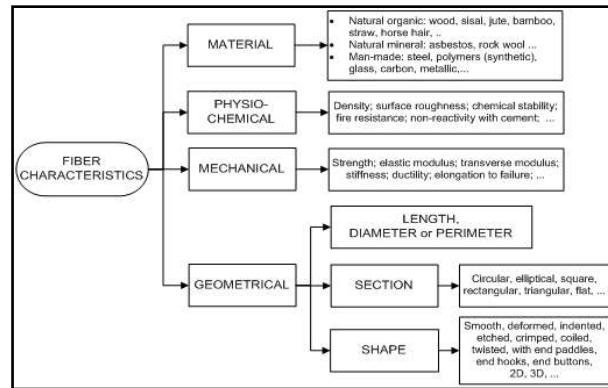 FIBER
CHARACTERISTICS
MATERIAL
• Natural organic: wood, sisal, jute, bamboo,
straw, horse hair, ..
• Natural mineral: asbestos, rock wool ...
• Man-made: steel, polymers (synthetic),
glass, carbon, metallic,...
PHYSIO-
CHEMICAL
Density; surface roughness; chemical stability;
fire resistance; non-reactivity with cement; ...
MECHANICAL
Strength; elastic modulus; transverse modulus;
stiffness; ductility; elongation to failure; ...
GEOMETRICAL
LENGTH,
DIAMETER or PERIMETER
SECTION
Circular, elliptical, square,
rectangular, triangular, flat, ...
SHAPE
Smooth, deformed, indented,
etched, crimped, coiled,
twisted, with end paddles,
end hooks, end buttons,
2D, 3D, ...